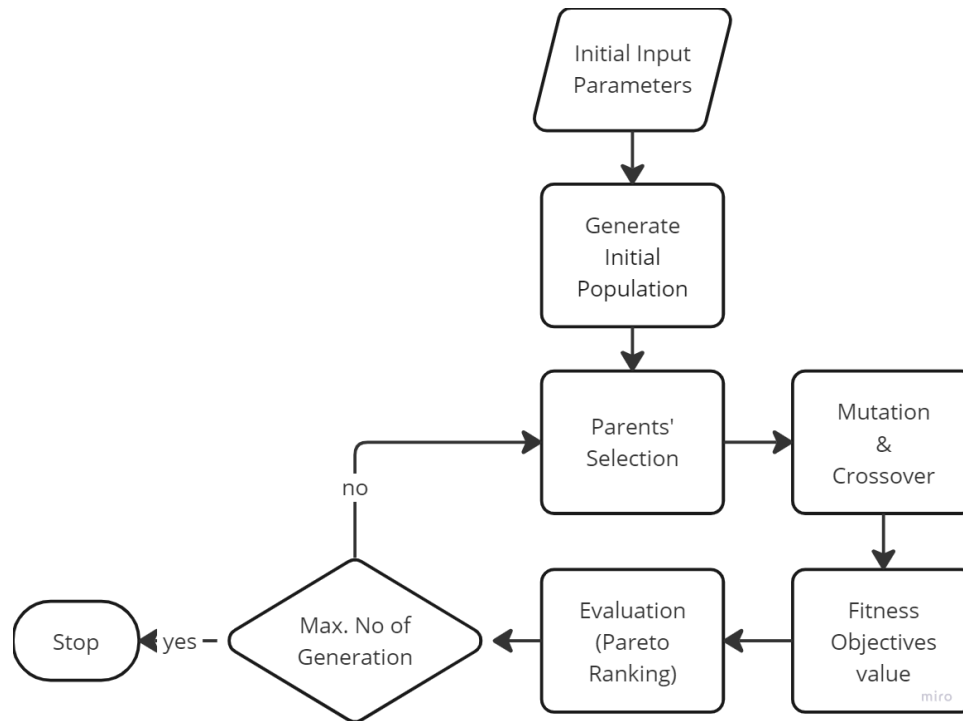 Initial Input
Parameters
Generate
Initial
Population
Parents'
Selection
Mutation
&
Crossover
no
Stop
yes
Max. No of
Generation
Evaluation
(Pareto
Ranking)
Fitness
Objectives
value
miro